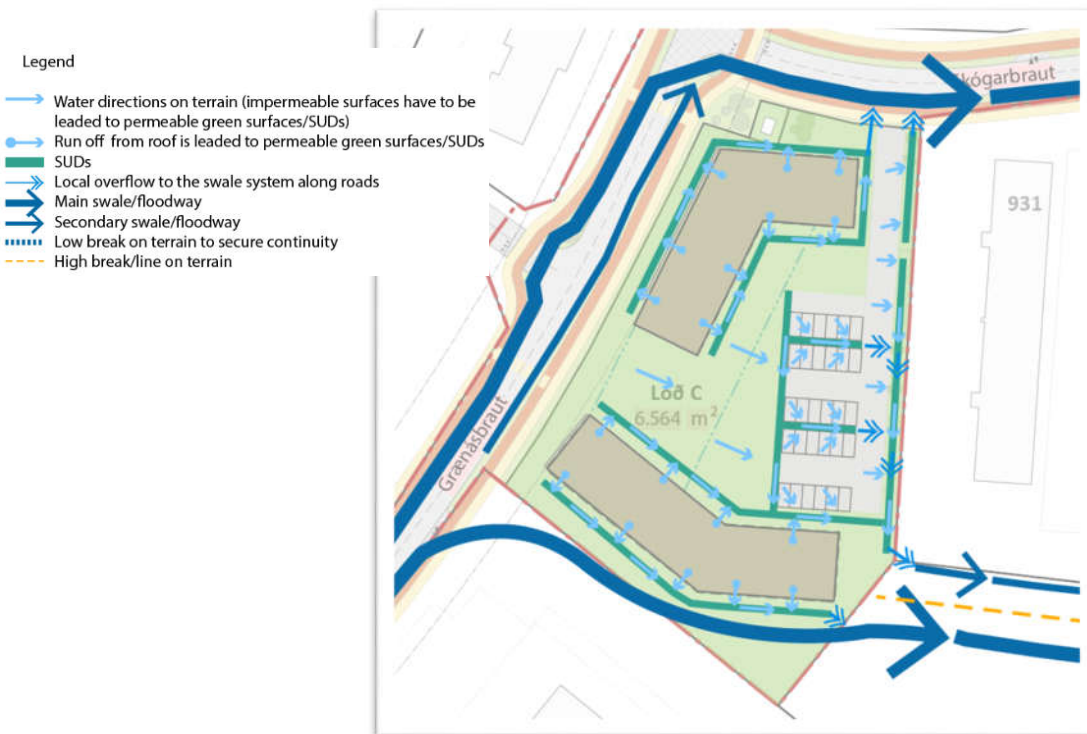 Legend
Water directions on terrain (impermeable surfaces have to be
leaded to permeable green surfaces/SUDs)
Run off from roof is leaded to permeable green surfaces/SUDs
SUDs
Local overflow to the swale system along roads
Main swale/floodway
Secondary swale/floodway
Low break on terrain to secure continuity
High break/line on terrain
kógarbraut
931
Lóð C
6.564 m²
Grænásbraut